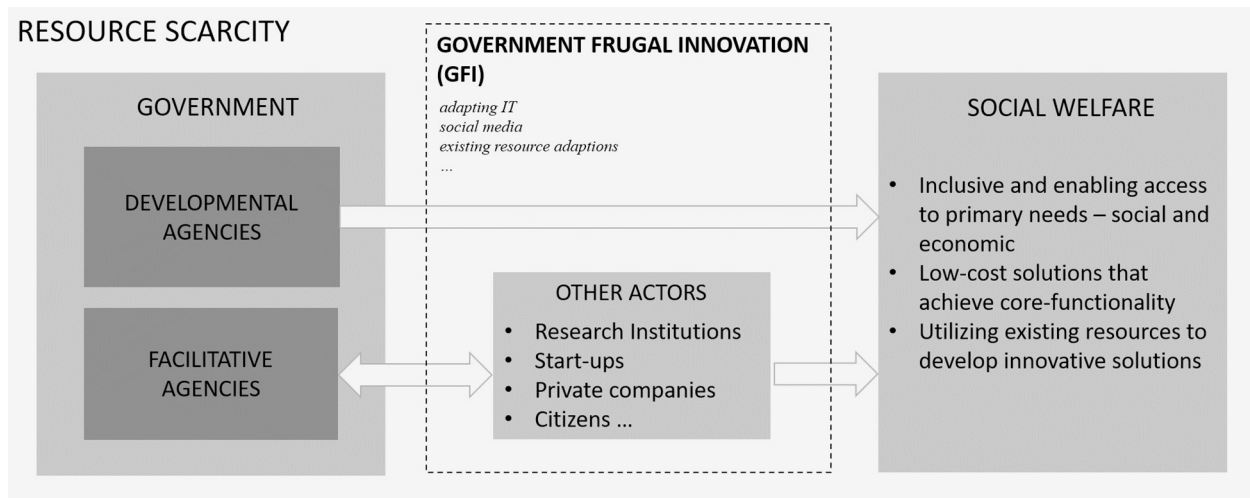 RESOURCE SCARCITY
GOVERNMENT
DEVELOPMENTAL
AGENCIES
FACILITATIVE
AGENCIES
GOVERNMENT FRUGAL INNOVATION
(GFI)
adapting IT
social media
existing resource adaptions
...
OTHER ACTORS
• Research Institutions
• Start-ups
• Private companies
• Citizens ...
SOCIAL WELFARE
• Inclusive and enabling access
to primary needs – social and
economic
• Low-cost solutions that
achieve core-functionality
• Utilizing existing resources to
develop innovative solutions